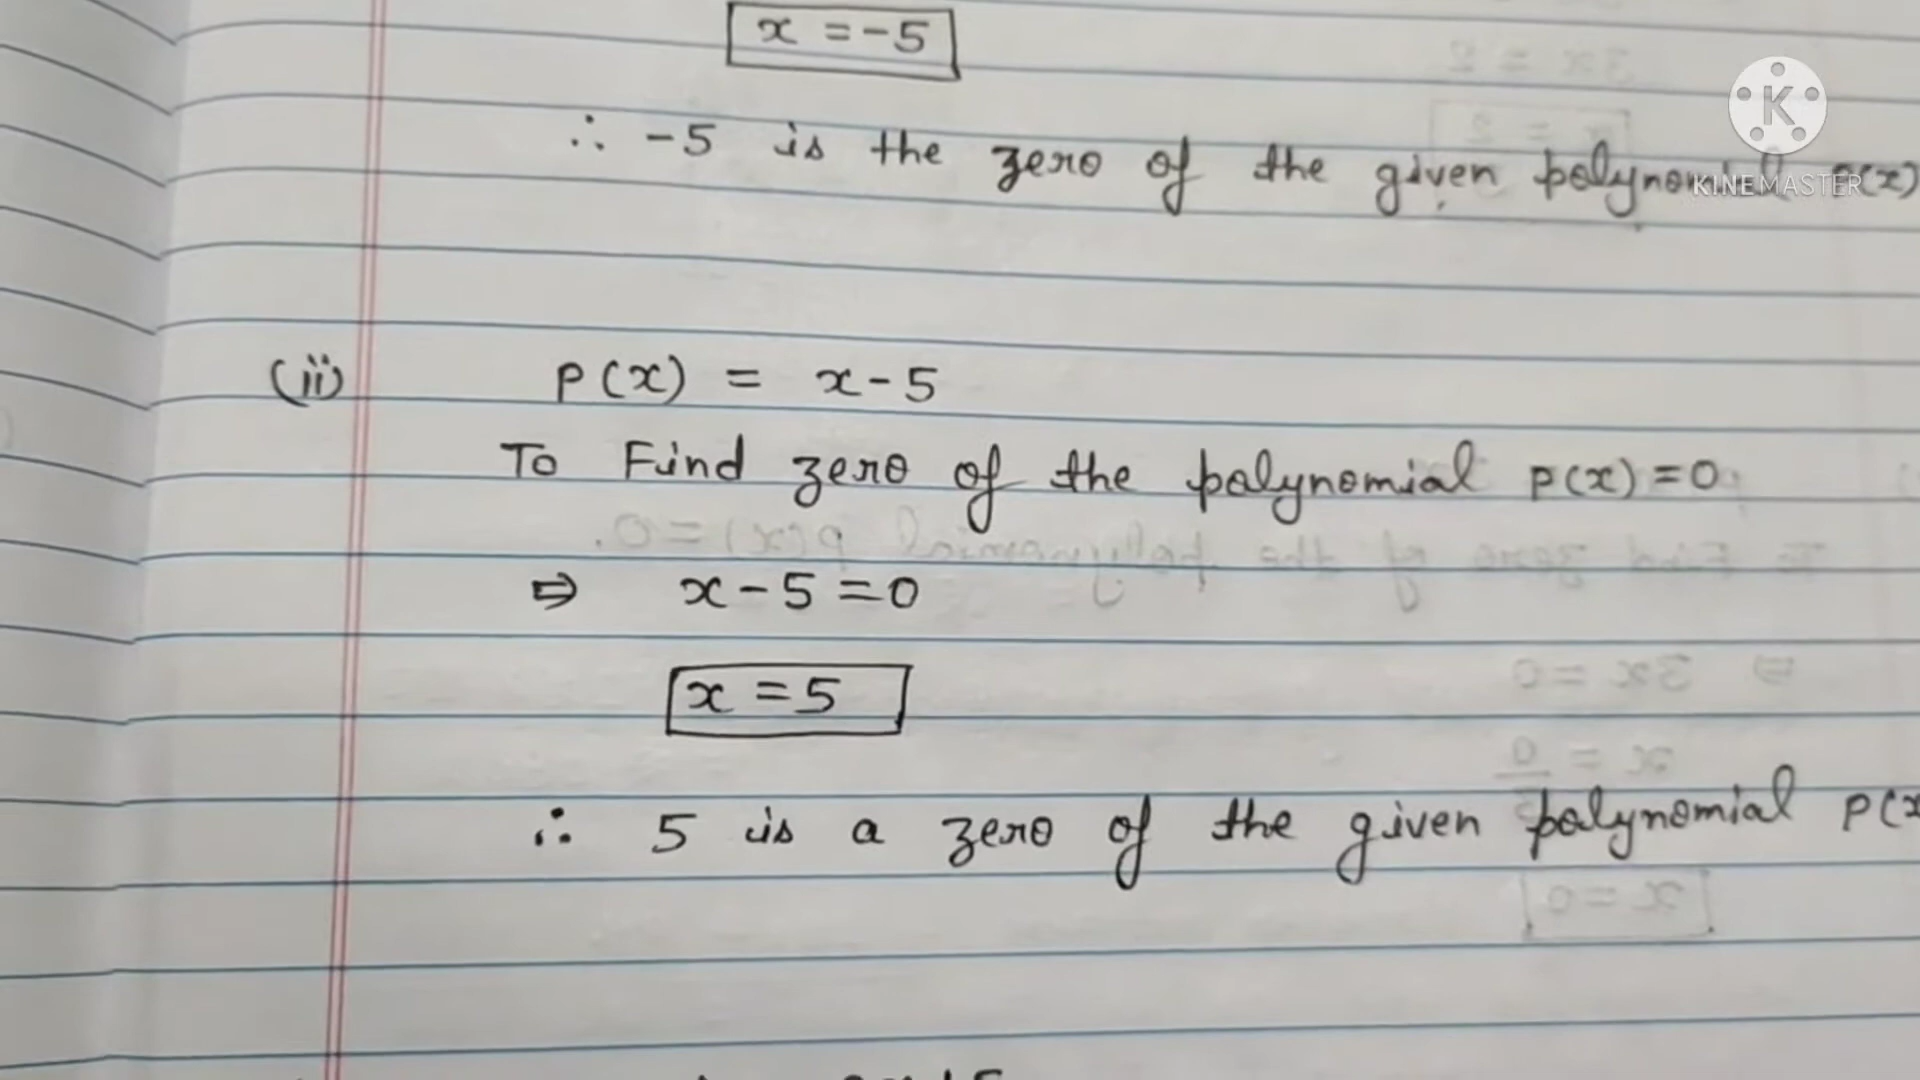 x = -5
∴ -5 is the zero of the given polynomial p(x)
KINEMASTER
(ii) P(x) = x-5
To Find zero of the polynomial P(x)=0.
⇒ x-5=0
x = 5
∴ 5 is a zero of the given polynomial P(x